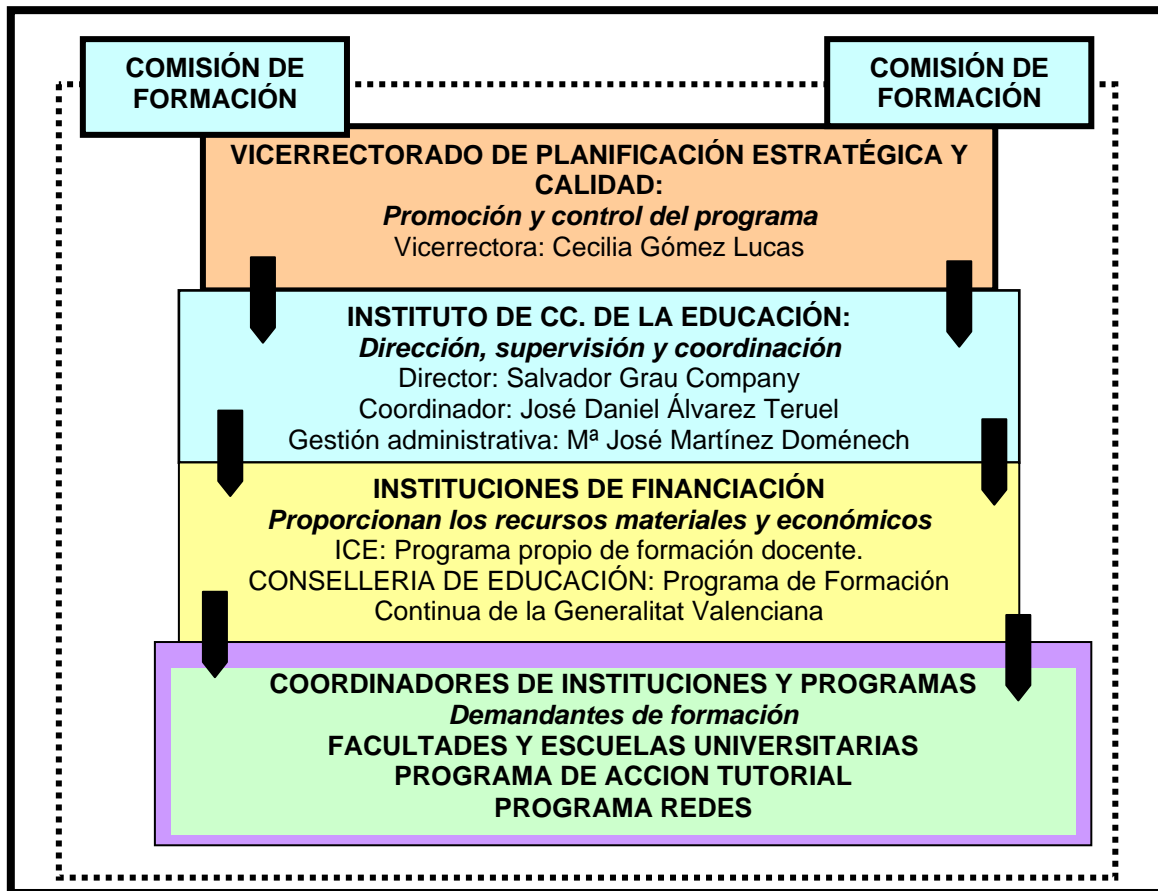 COMISIÓN DE
FORMACIÓN
COMISIÓN DE
FORMACIÓN
VICERRECTORADO DE PLANIFICACIÓN ESTRATÉGICA Y
CALIDAD:
Promoción y control del programa
Vicerrectora: Cecilia Gómez Lucas
INSTITUTO DE CC. DE LA EDUCACIÓN:
Dirección, supervisión y coordinación
Director: Salvador Grau Company
Coordinador: José Daniel Álvarez Teruel
Gestión administrativa: Mª José Martínez Doménech
INSTITUCIONES DE FINANCIACIÓN
Proporcionan los recursos materiales y económicos
ICE: Programa propio de formación docente.
CONSELLERIA DE EDUCACIÓN: Programa de Formación
Continua de la Generalitat Valenciana
COORDINADORES DE INSTITUCIONES Y PROGRAMAS
Demandantes de formación
FACULTADES Y ESCUELAS UNIVERSITARIAS
PROGRAMA DE ACCION TUTORIAL
PROGRAMA REDES